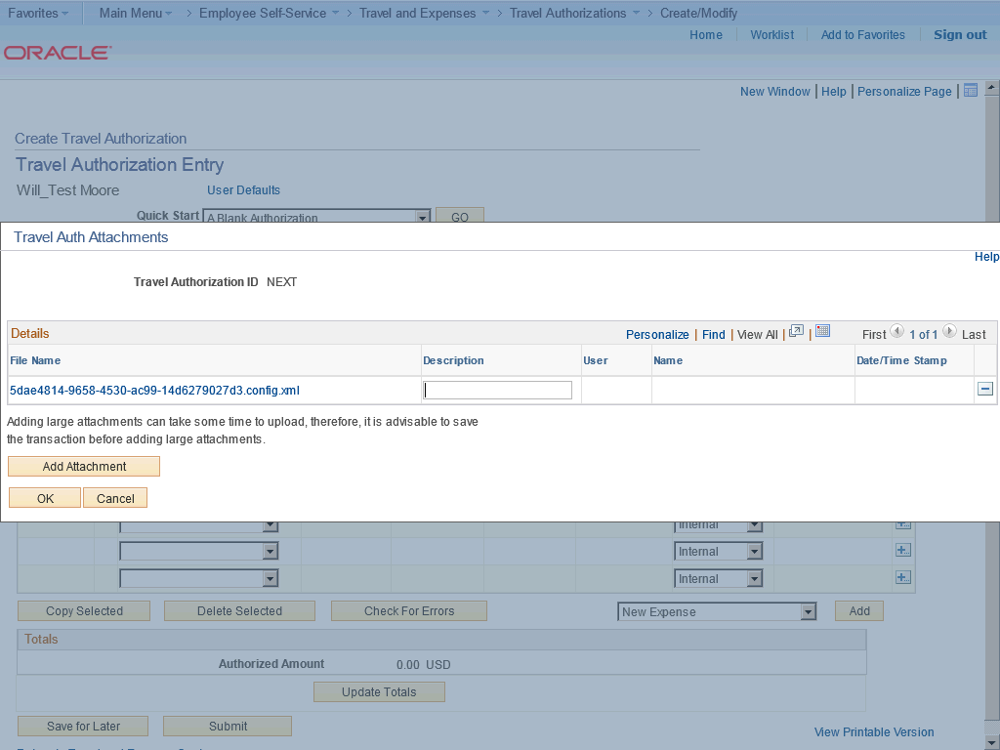 Favorites Main Menu > Employee Self-Service > Travel and Expenses > Travel Authorizations > Create/Modify
Home Worklist Add to Favorites Sign out
ORACLE
New Window | Help | Personalize Page |
Create Travel Authorization
Travel Authorization Entry
Will_Test Moore User Defaults
Quick Start A Blank Authorization GO
Travel Auth Attachments
Help
Travel Authorization ID NEXT
Details Personalize | Find | View All | | First 1 of 1 Last
File Name Description User Name Date/Time Stamp
5dae4814-9658-4530-ac99-14d6279027d3.config.xml
Adding large attachments can take some time to upload, therefore, it is advisable to save
the transaction before adding large attachments.
Add Attachment
OK Cancel
Internal
Internal
Internal
Copy Selected Delete Selected Check For Errors New Expense Add
Totals
Authorized Amount 0.00 USD
Update Totals
Save for Later Submit
View Printable Version